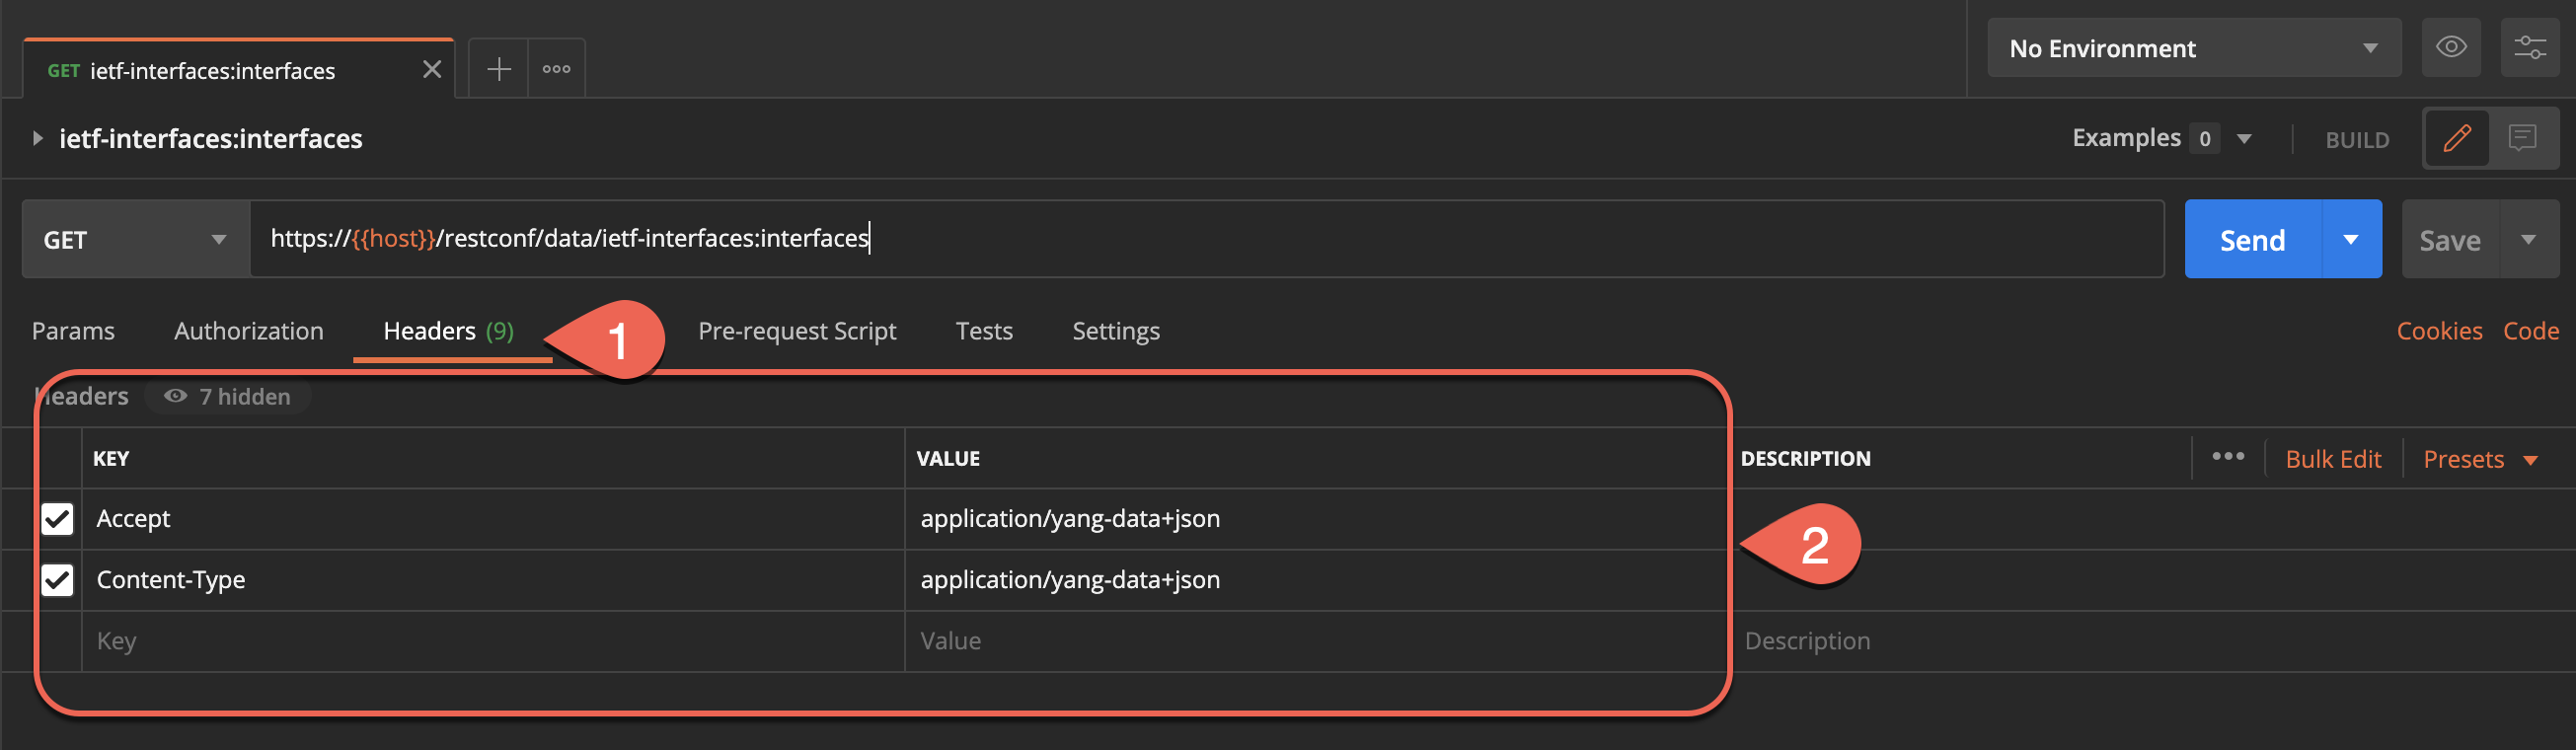 GET ietf-interfaces:interfaces
No Environment
ietf-interfaces:interfaces
Examples 0 BUILD
GET https://{{host}}/restconf/data/ietf-interfaces:interfaces Send Save
Params Authorization Headers (9) 1 Pre-request Script Tests Settings Cookies Code
Headers 7 hidden
KEY VALUE DESCRIPTION Bulk Edit Presets
Accept application/yang-data+json
2
Content-Type application/yang-data+json
Key Value Description